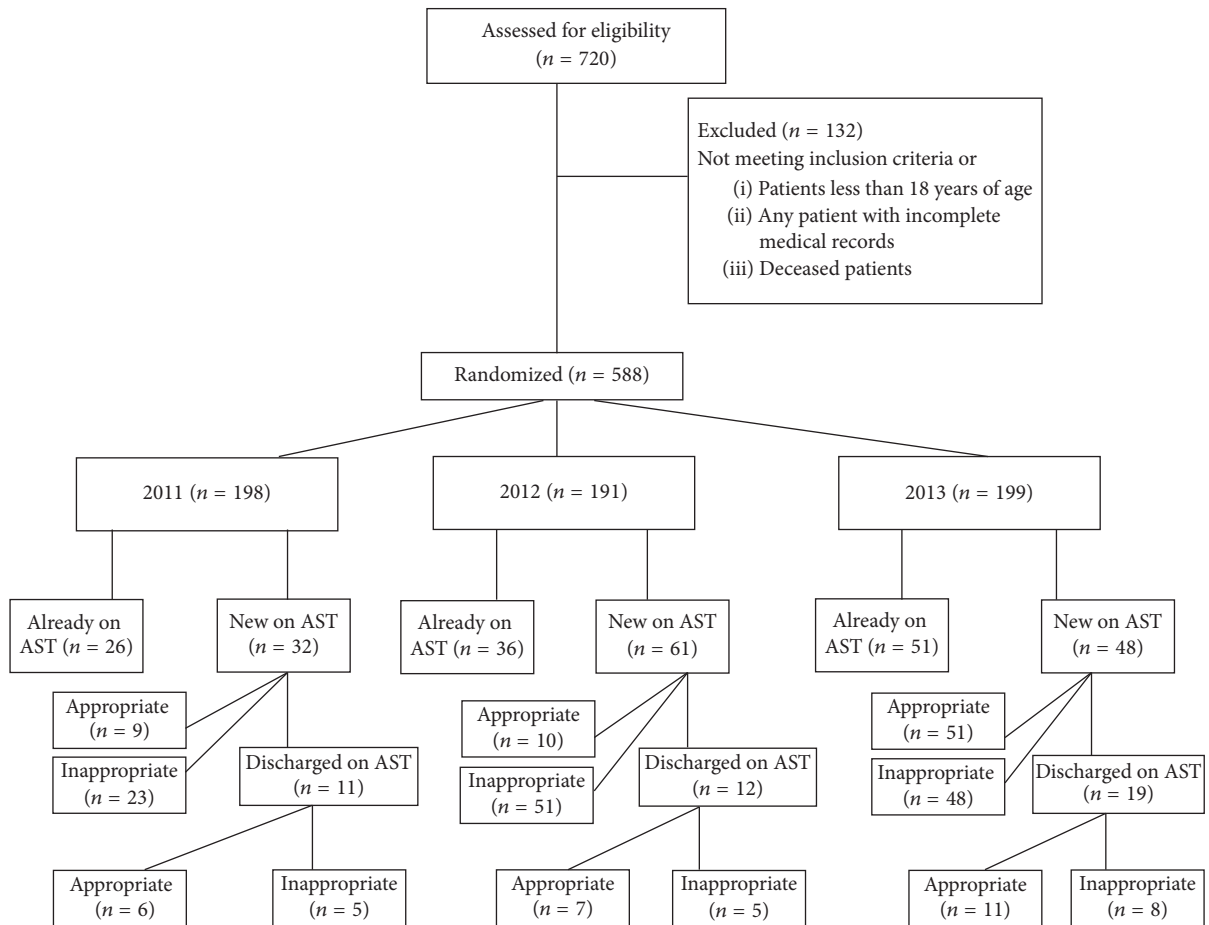 Assessed for eligibility
(n = 720)
Excluded (n = 132)
Not meeting inclusion criteria or
(i) Patients less than 18 years of age
(ii) Any patient with incomplete
medical records
(iii) Deceased patients
Randomized (n = 588)
2011 (n = 198)
2012 (n = 191)
2013 (n = 199)
Already on
AST (n = 26)
New on AST
(n = 32)
Already on
AST (n = 36)
New on AST
(n = 61)
Already on
AST (n = 51)
New on AST
(n = 48)
Appropriate
(n = 9)
Inappropriate
(n = 23)
Discharged on AST
(n = 11)
Appropriate
(n = 10)
Inappropriate
(n = 51)
Discharged on AST
(n = 12)
Appropriate
(n = 51)
Inappropriate
(n = 48)
Discharged on AST
(n = 19)
Appropriate
(n = 6)
Inappropriate
(n = 5)
Appropriate
(n = 7)
Inappropriate
(n = 5)
Appropriate
(n = 11)
Inappropriate
(n = 8)